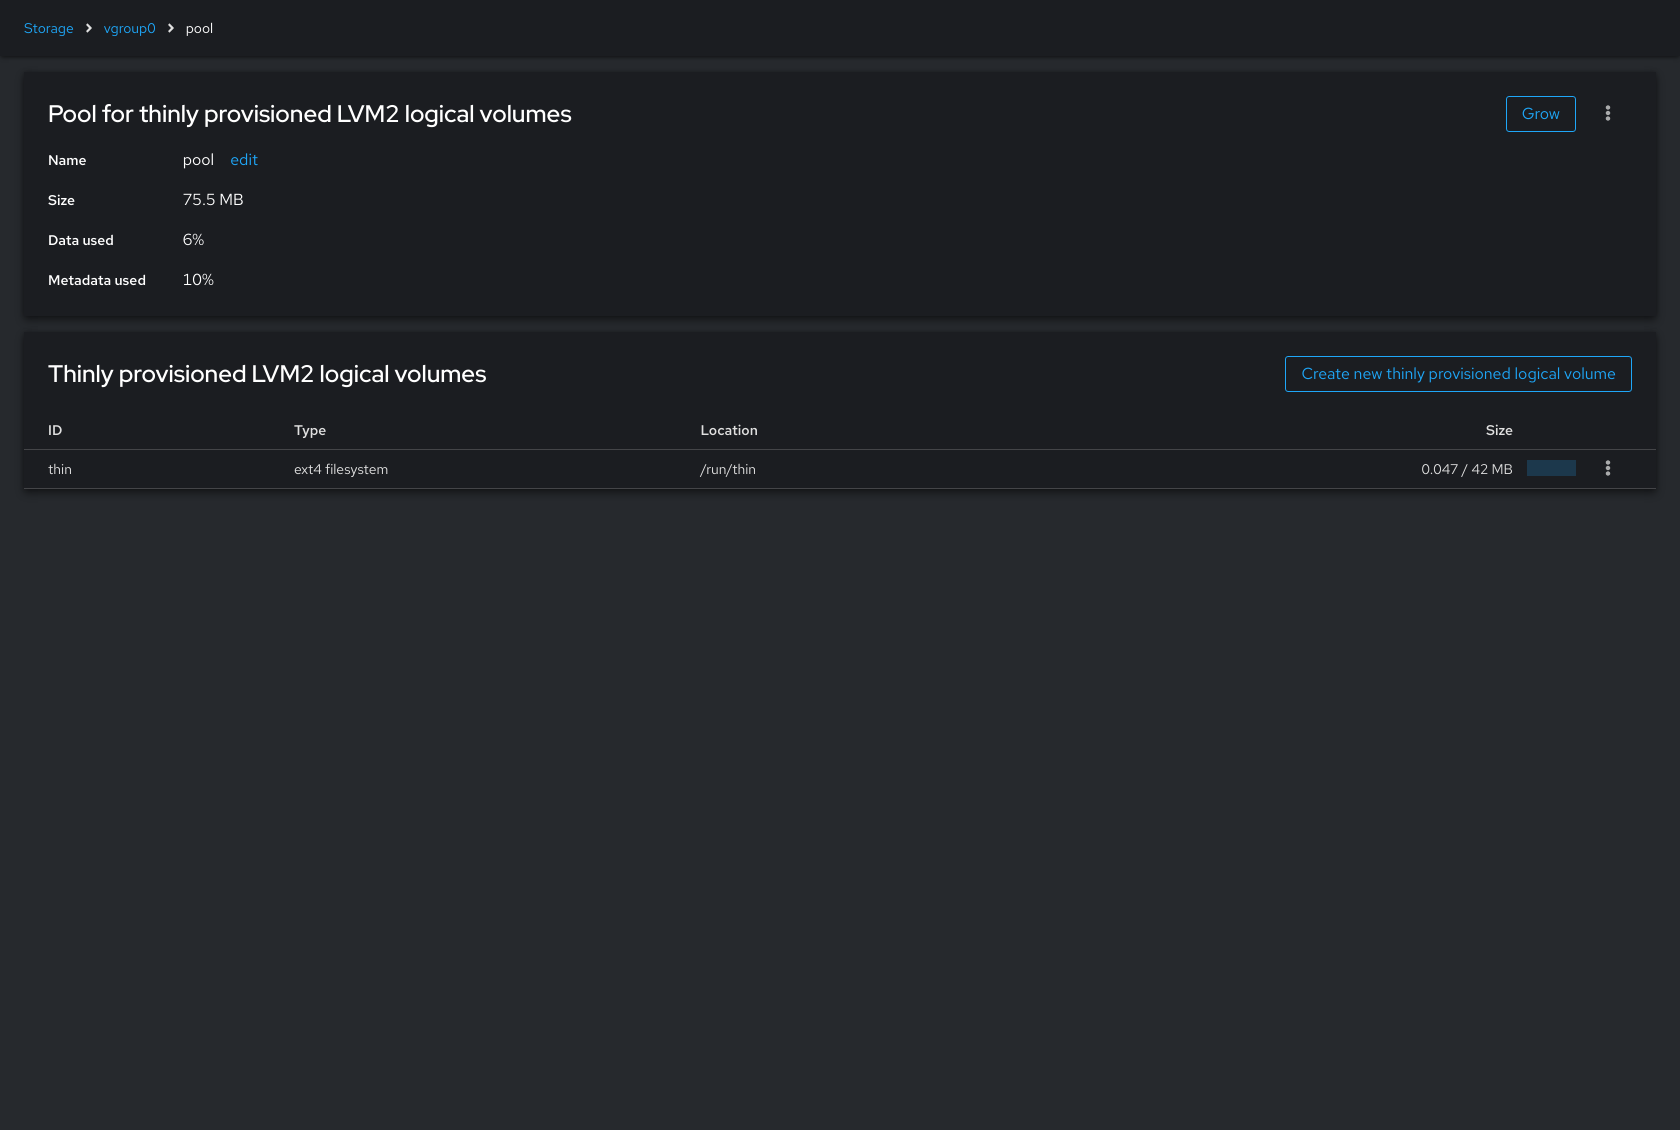 Storage > vgroup0 > pool
Pool for thinly provisioned LVM2 logical volumes
Grow
Name pool edit
Size 75.5 MB
Data used 6%
Metadata used 10%
Thinly provisioned LVM2 logical volumes
Create new thinly provisioned logical volume
ID Type Location Size
thin ext4 filesystem /run/thin 0.047 / 42 MB